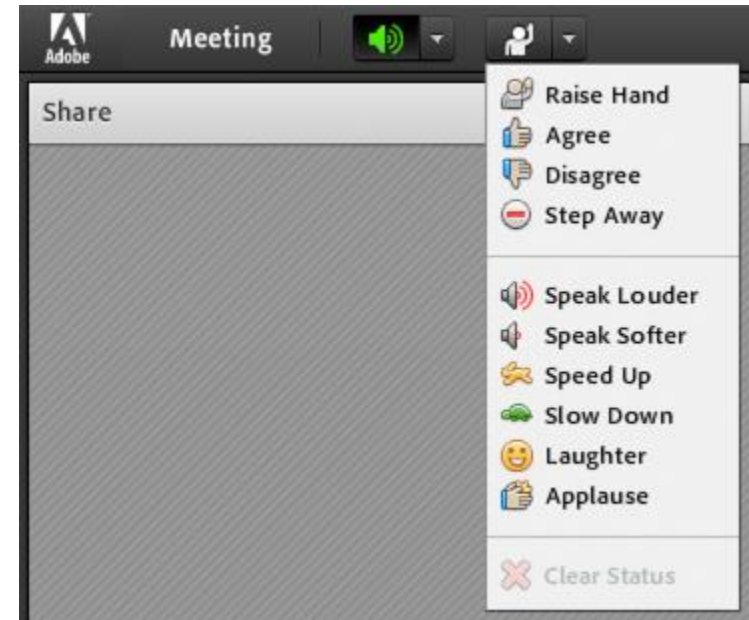 Adobe
Meeting
Share
Raise Hand
Agree
Disagree
Step Away
Speak Louder
Speak Softer
Speed Up
Slow Down
Laughter
Applause
Clear Status